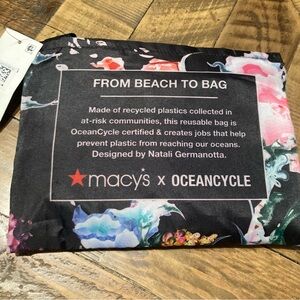 FROM BEACH TO BAG
Made of recycled plastics collected in
at-risk communities, this reusable bag is
OceanCycle certified & creates jobs that help
prevent plastic from reaching our oceans.
Designed by Natali Germanotta.
★macy's x OCEANCYCLE